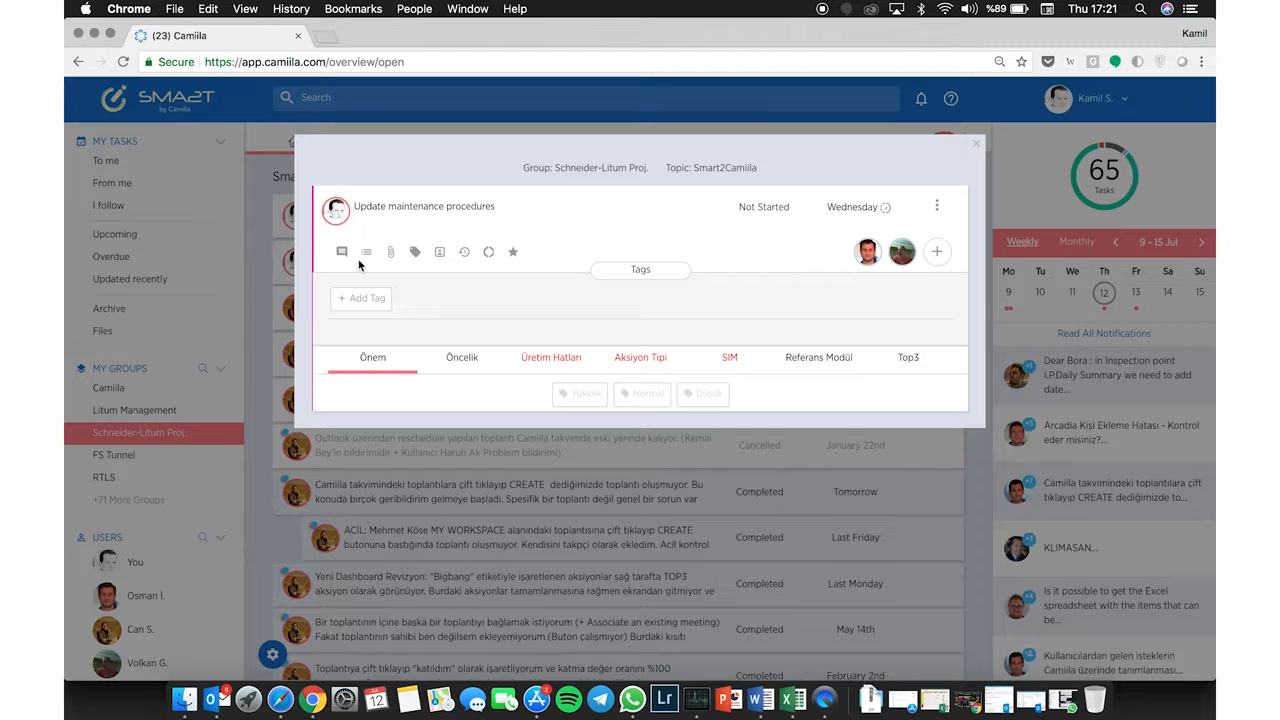 Chrome File Edit View History Bookmarks People Window Help %89 Thu 17:21
(23) Camiila
Kamil
Secure https://app.camiila.com/overview/open
SMA2T
by Camiila
Search
Kamil S.
MY TASKS
To me
From me
I follow
Upcoming
Overdue
Updated recently
Archive
Files
MY GROUPS
Camiila
Litum Management
Schneider-Litum Proj.
FS Tunnel
RTLS
+71 More Groups
USERS
You
Osman İ.
Can S.
Volkan G.
Group: Schneider-Litum Proj. Topic: Smart2Camiila
Update maintenance procedures Not Started Wednesday
Tags
+ Add Tag
Önem Öncelik Üretim Hatları Aksiyon Tipi SIM Referans Modül Top3
Yüksek Normal Düşük
Outlook üzerinden reschedule yapılan toplantı Camiila takvimde eski yerinde kalıyor. (Kemal
Bey'in bildirimidir + Kullanıcı Harun Ak Problem bildirimi)
Cancelled January 22nd
Camiila takvimindeki toplantılara çift tıklayıp CREATE dediğimizde toplantı oluşmuyor. Bu
konuda birçok geribildirim gelmeye başladı. Spesifik bir toplantı değil genel bir sorun var
Completed Tomorrow
ACİL: Mehmet Köse MY WORKSPACE alanındaki toplantısına çift tıklayıp CREATE
butonuna bastığında toplantı oluşmuyor. Kendisini takpçi olarak ekledim. Acil kontrol
Completed Last Friday
Yeni Dashboard Revizyon: "Bigbang" etiketiyle işaretlenen aksiyonlar sağ tarafta TOP3
aksiyon olarak görünüyor. Burdaki aksiyonlar tamamlanmasına rağmen ekrandan gitmiyor ve
Completed Last Monday
Bir toplantının içine başka bir toplantıyı bağlamak istiyorum (+ Associate an existing meeting)
Fakat toplantının sahibi ben değilsem ekleyemiyorum.(Buton çalışmıyor) Burdaki kısıtı
Completed May 14th
Toplantıya çift tıklayıp "katıldım" olarak işaretliyorum ve katma değer oranını %100
Completed February 2nd
65
Tasks
Weekly Monthly 9 - 15 Jul
Mo Tu We Th Fr Sa Su
9 10 11 12 13 14 15
Read All Notifications
Dear Bora : in Inspection point
I.P.Daily Summary we need to add
date...
+5
Arcadia Kişi Ekleme Hatası - Kontrol
eder misiniz?...
+7
Camiila takvimindeki toplantılara çift
tıklayıp CREATE dediğimizde to...
+3
KLIMASAN...
Is it possible to get the Excel
spreadsheet with the items that can
be...
Kullanıcılardan gelen isteklerin
Camiila üzerinde tanımlanması...